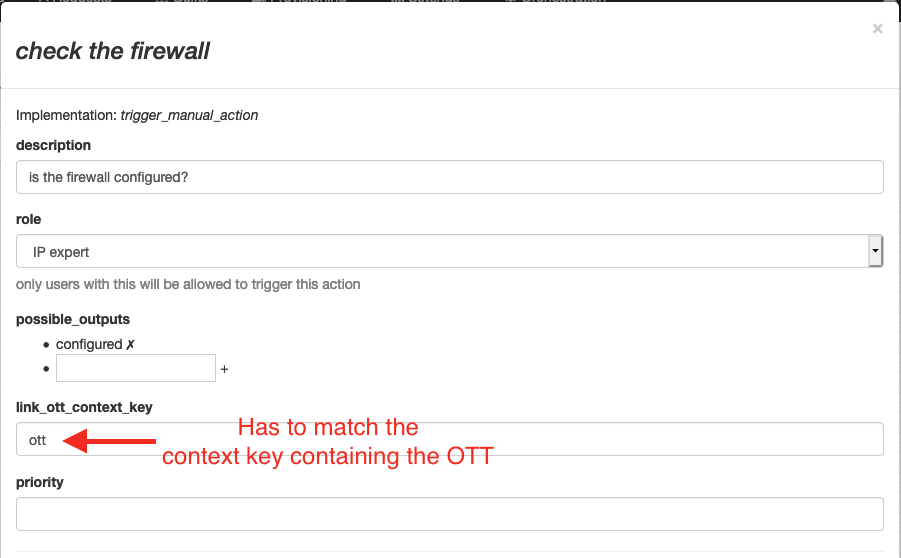 ×
check the firewall
Implementation: trigger_manual_action
description
is the firewall configured?
role
IP expert
only users with this will be allowed to trigger this action
possible_outputs
• configured ✗
• +
link_ott_context_key
ott
Has to match the
context key containing the OTT
priority